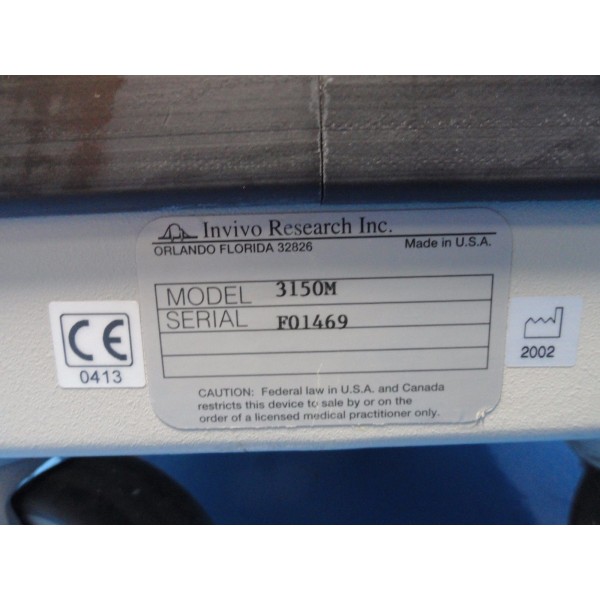 Invivo Research Inc.
ORLANDO FLORIDA 32826
Made in U.S.A.
MODEL 3150M
SERIAL F01469
CE
0413
2002
CAUTION: Federal law in U.S.A. and Canada
restricts this device to sale by or on the
order of a licensed medical practitioner only.